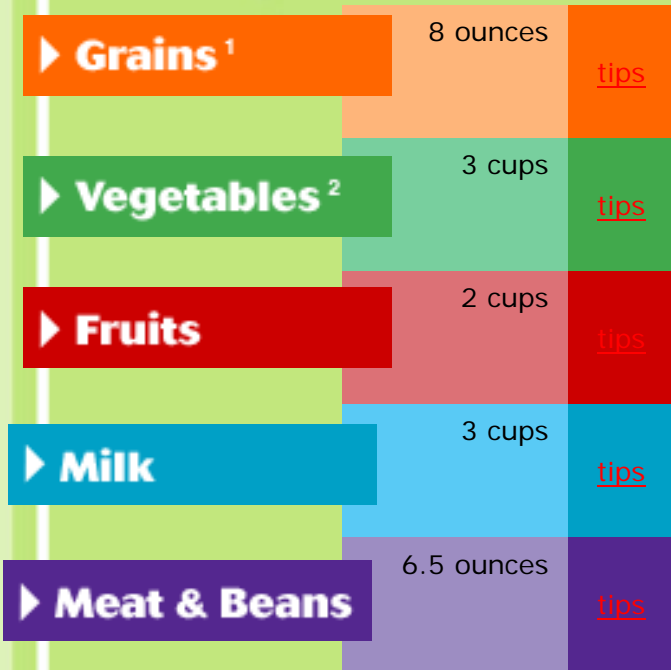 Grains ¹ 8 ounces tips
Vegetables ² 3 cups tips
Fruits 2 cups tips
Milk 3 cups tips
Meat & Beans 6.5 ounces tips